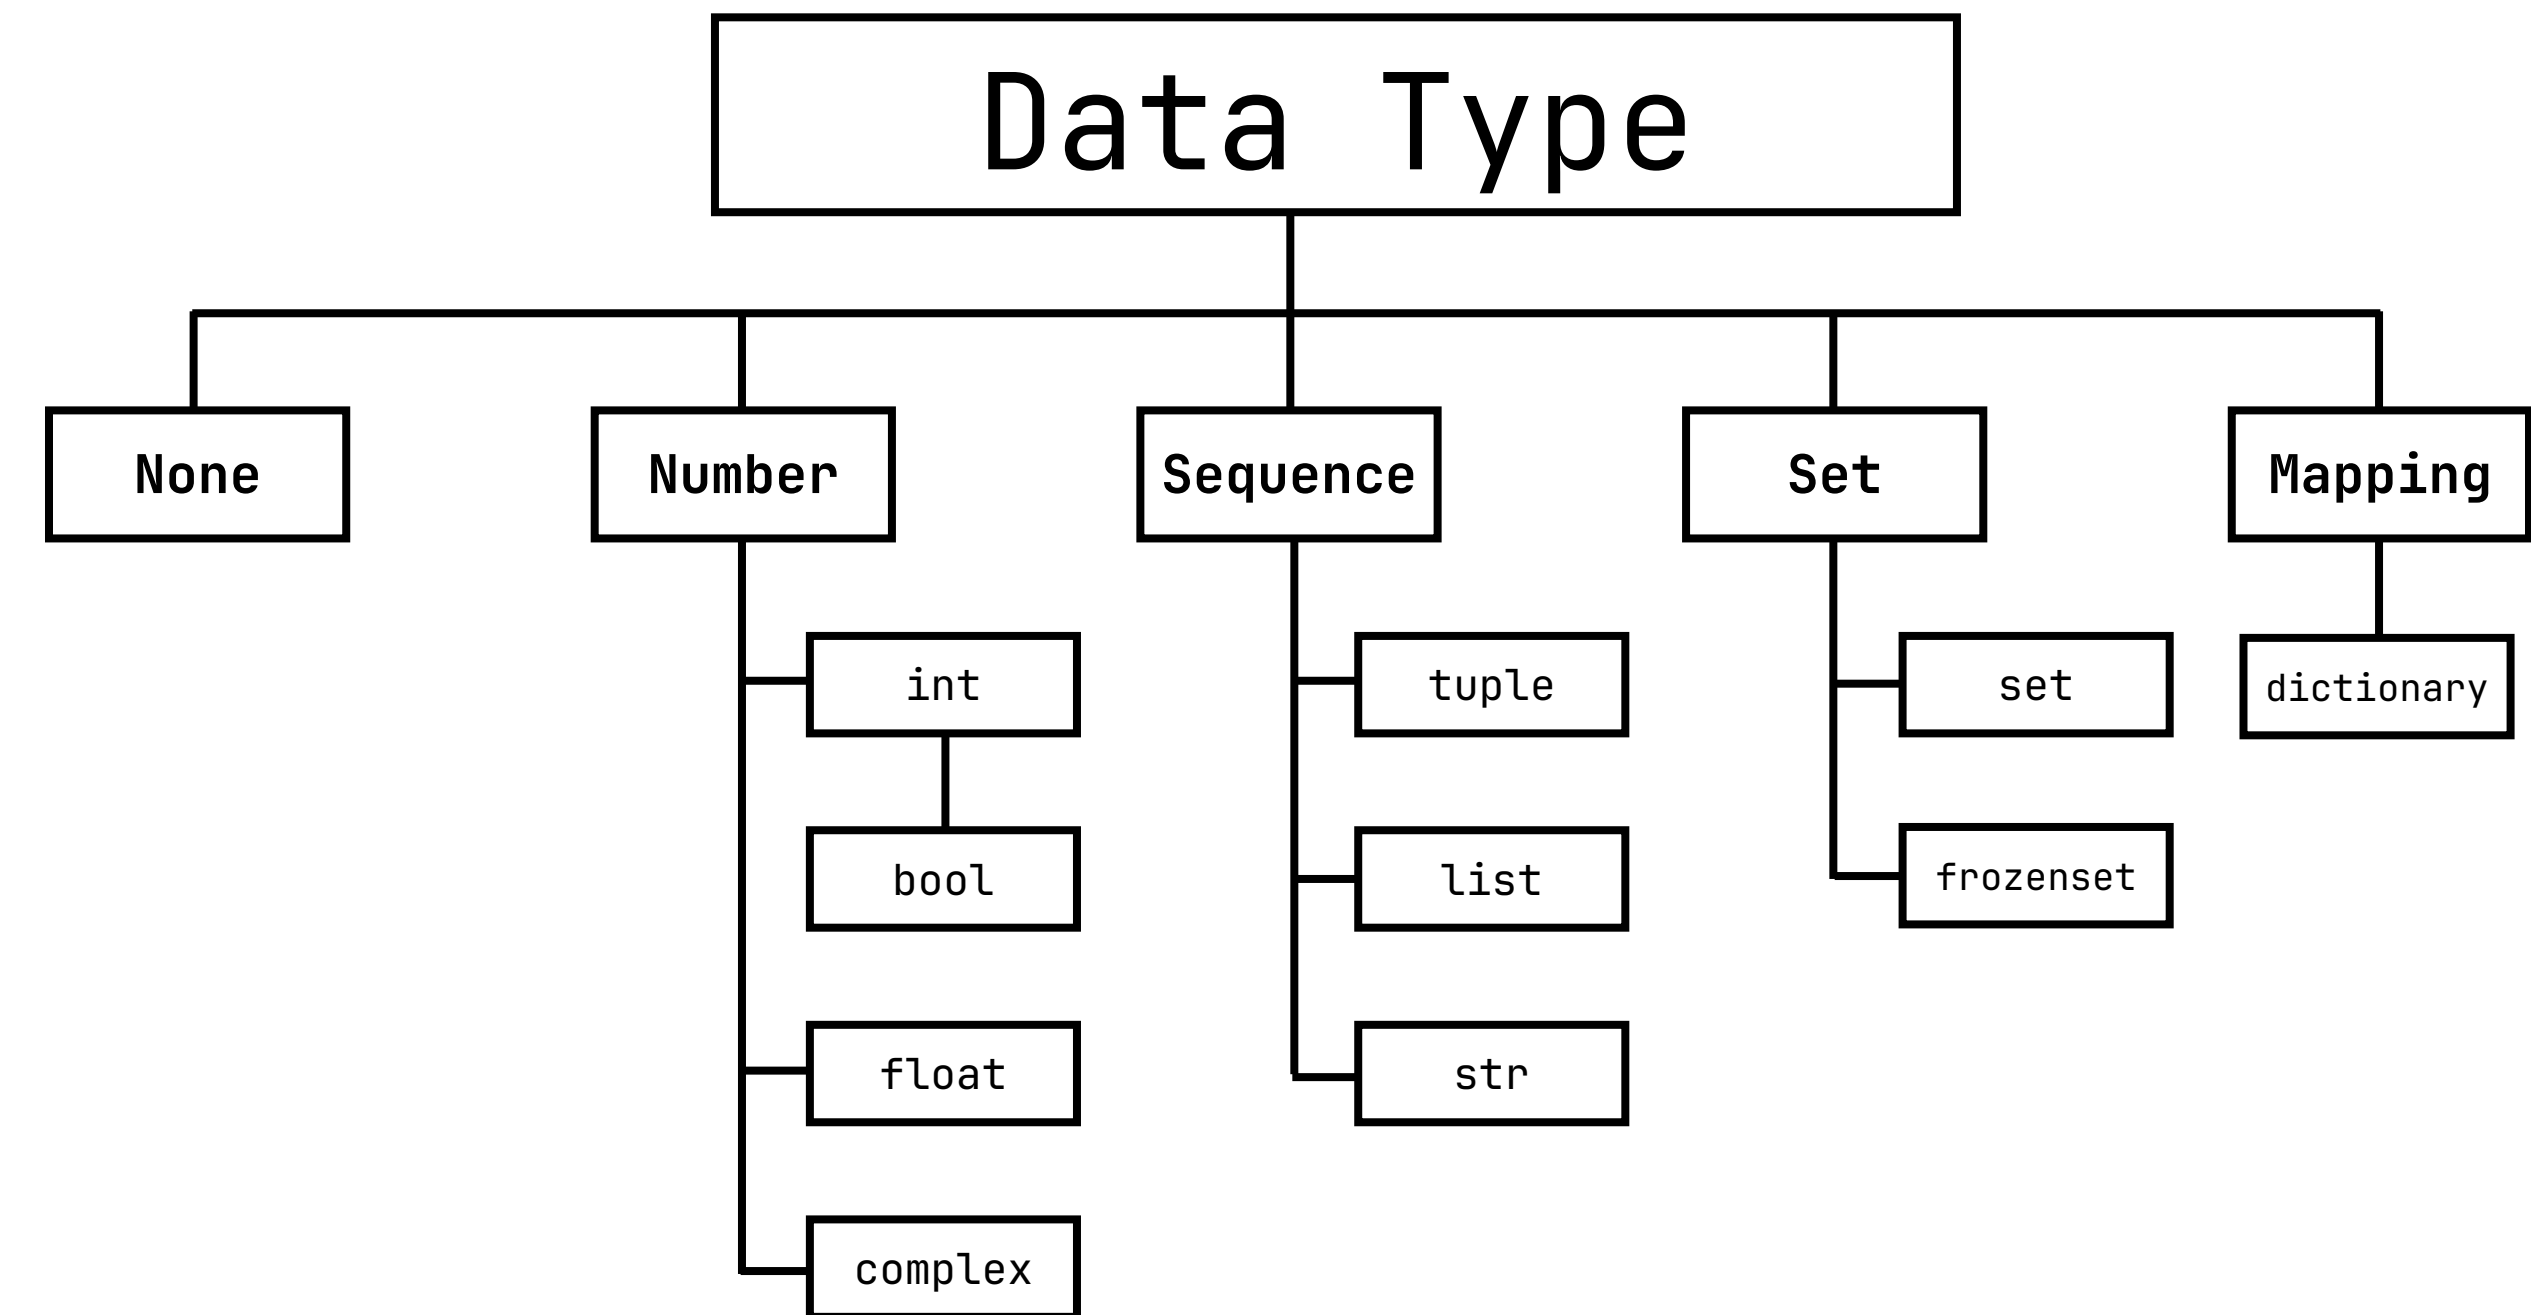 Data Type
None
Number
Sequence
Set
Mapping
int
tuple
set
dictionary
bool
list
frozenset
float
str
complex